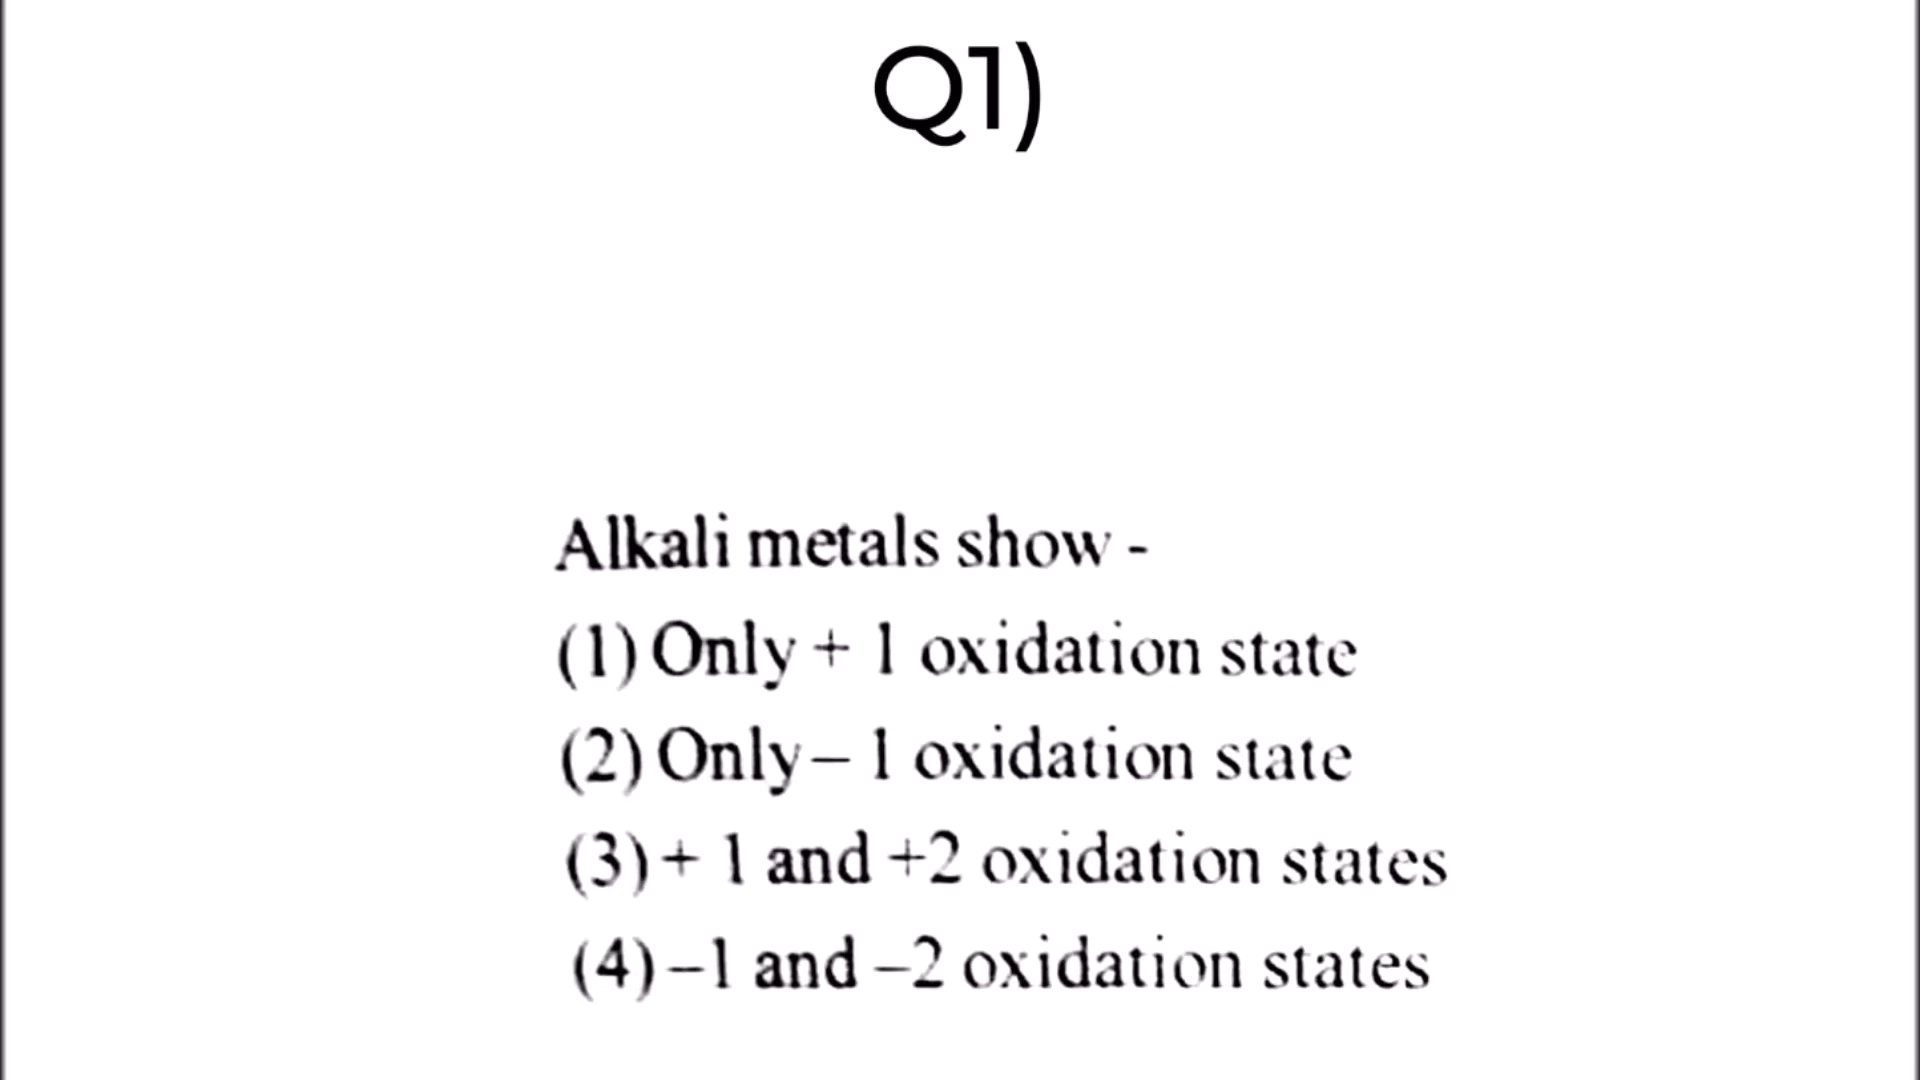 Q1)
Alkali metals show -
(1) Only + 1 oxidation state
(2) Only – 1 oxidation state
(3) + 1 and +2 oxidation states
(4) –1 and –2 oxidation states